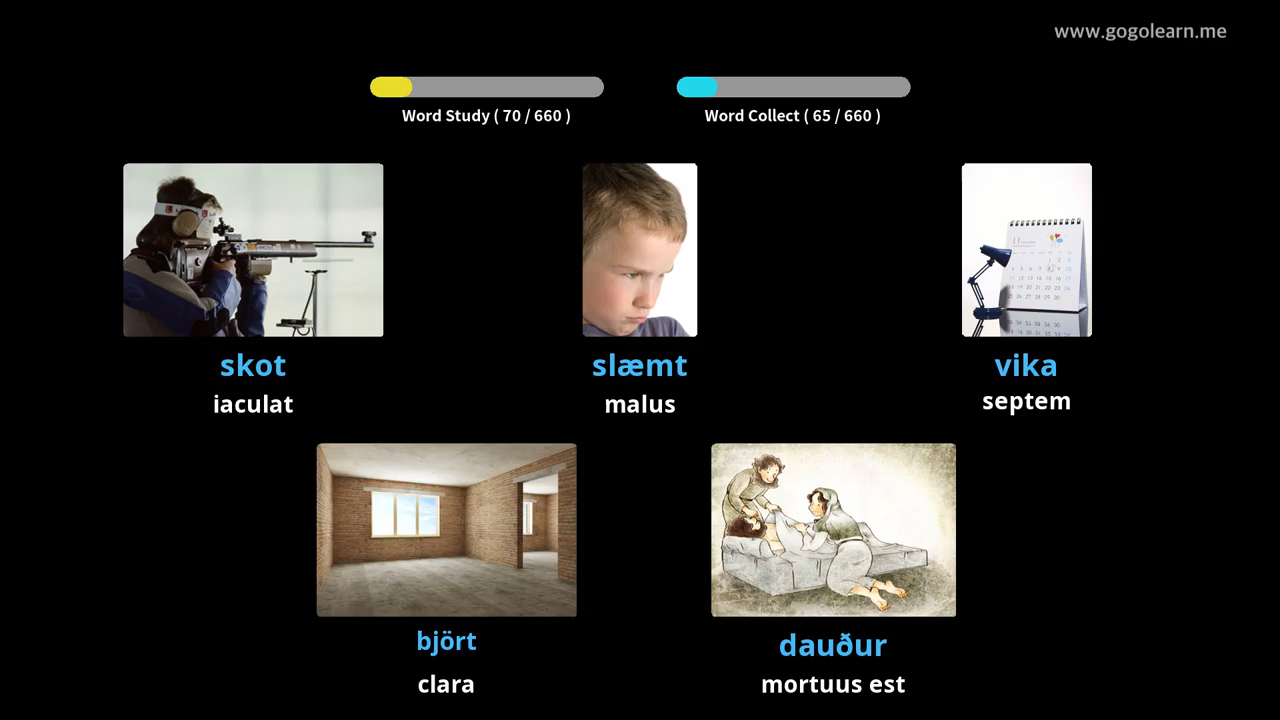 www.gogolearn.me
Word Study ( 70 / 660 )
Word Collect ( 65 / 660 )
skot
iaculat
slæmt
malus
vika
septem
björt
clara
dauður
mortuus est